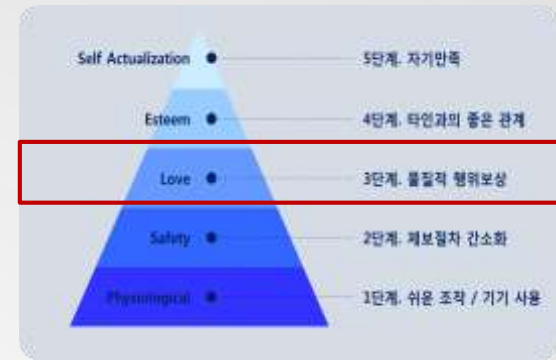 Self Actualization 5단계. 자기만족
Esteem 4단계. 타인과의 좋은 관계
Love 3단계. 물질적 행위보상
Safety 2단계. 제보절차 간소화
Physiological 1단계. 쉬운 조작 / 기기 사용